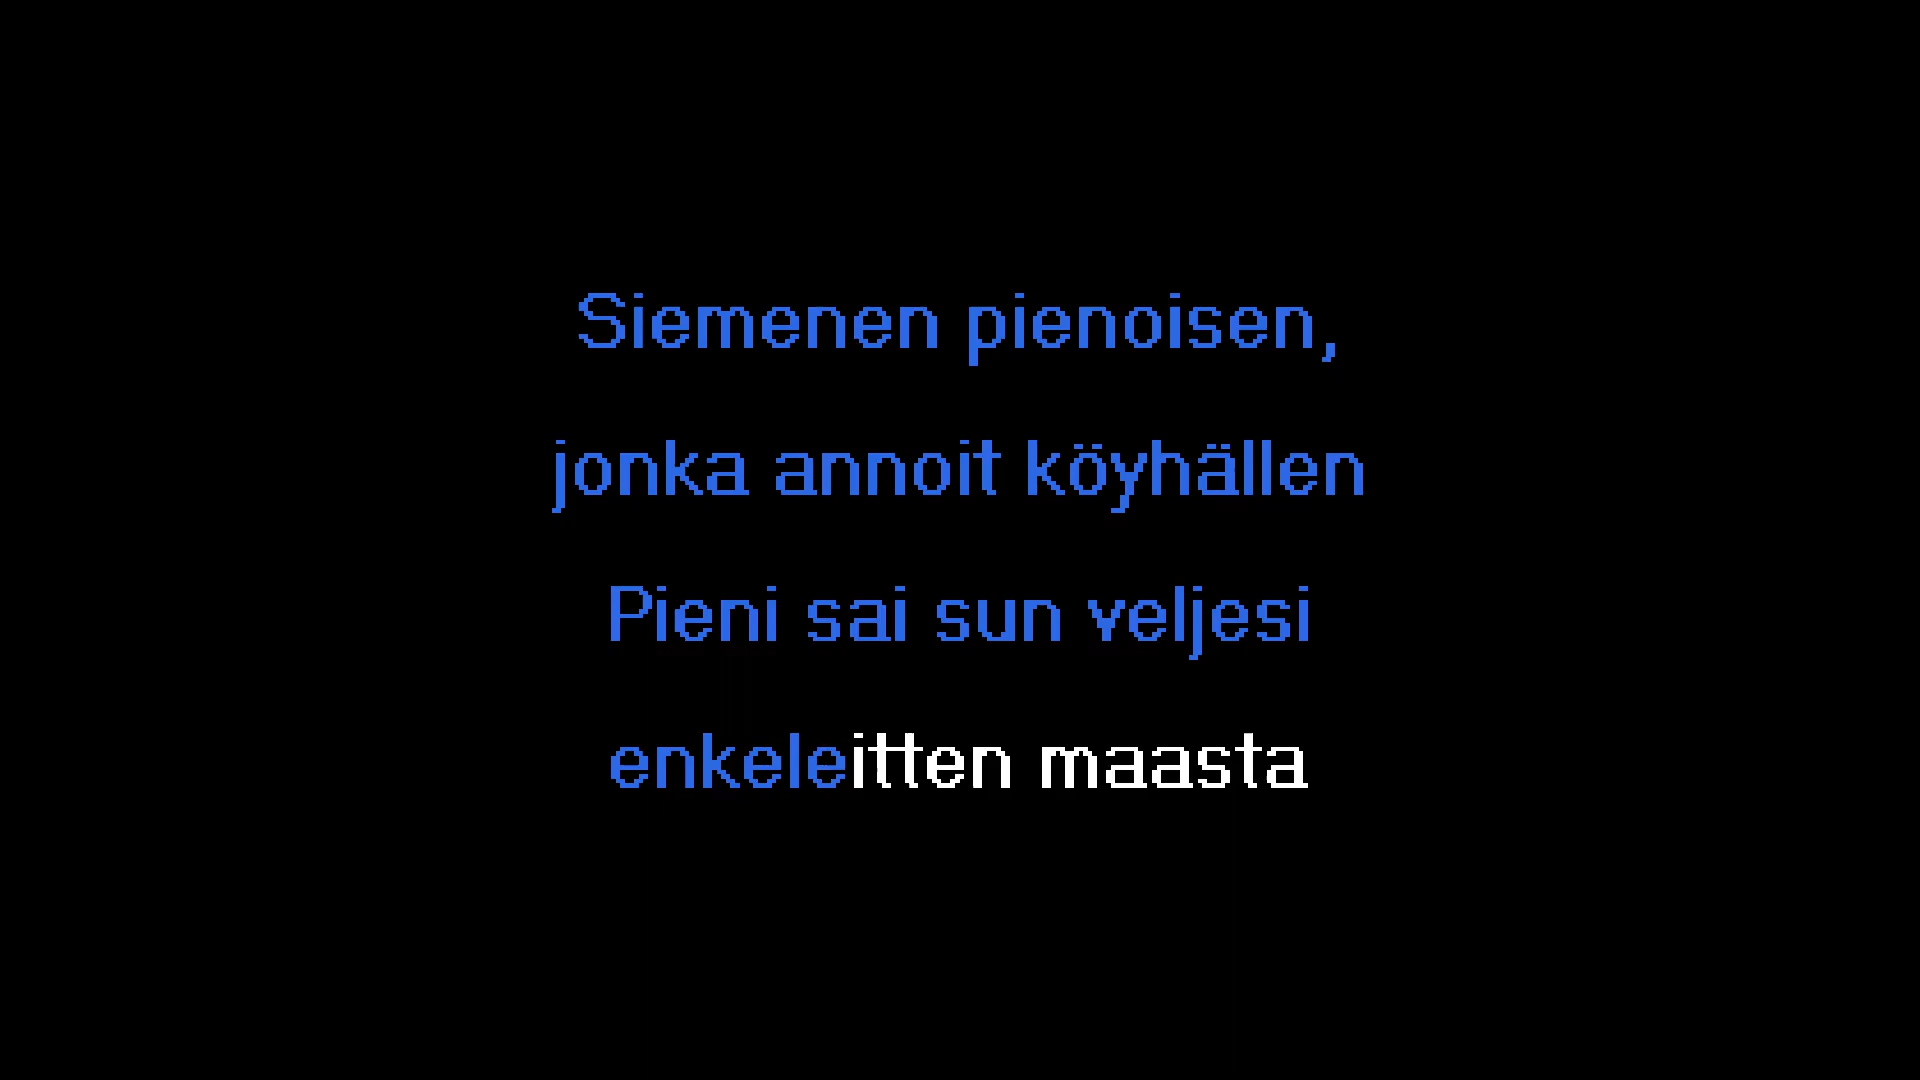 Siemenen pienoisen,
jonka annoit köyhällen
Pieni sai sun veljesi
enkeleitten maasta